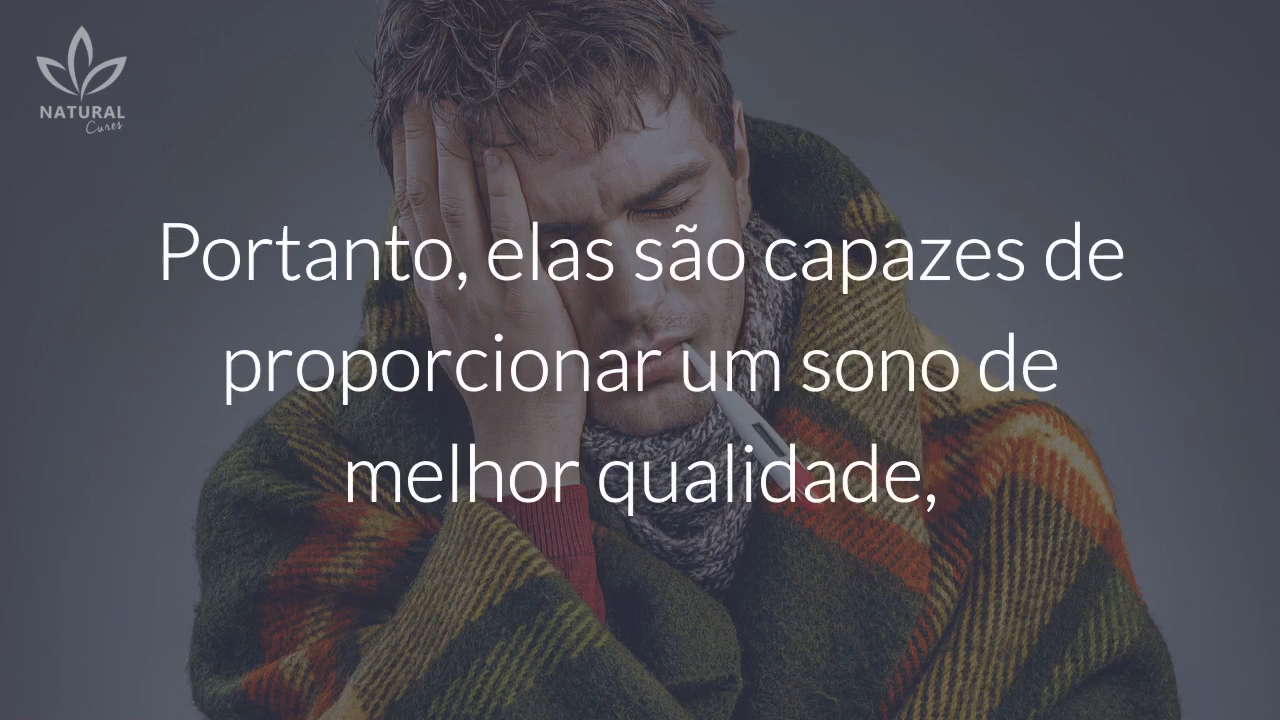 NATURAL
Cures
Portanto, elas são capazes de
proporcionar um sono de
melhor qualidade,